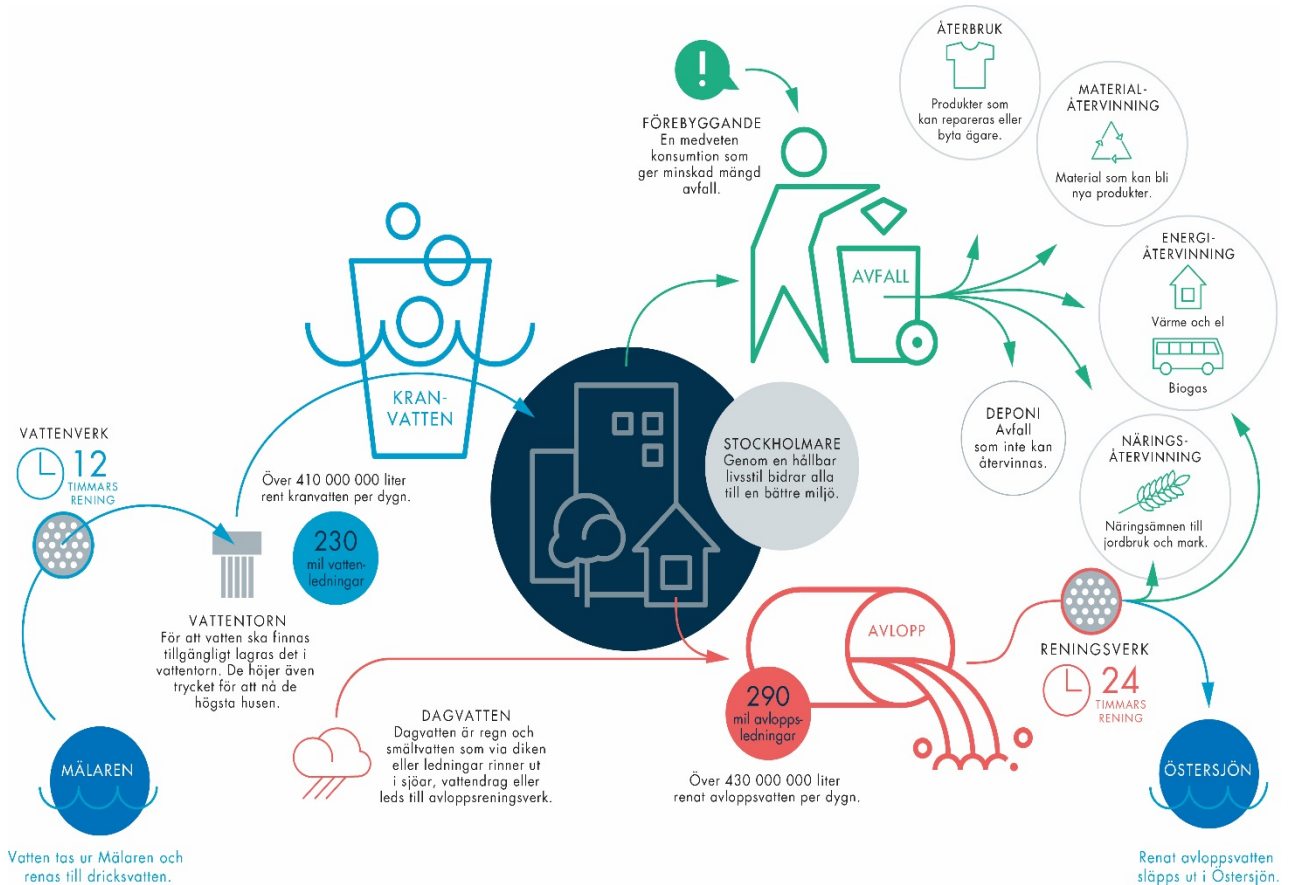 ÅTERBRUK
Produkter som
kan repareras eller
byta ägare.
MATERIAL-
ÅTERVINNING
Material som kan bli
nya produkter.
FÖREBYGGANDE
En medveten
konsumtion som
ger minskad mängd
avfall.
AVFALL
ENERGI-
ÅTERVINNING
Värme och el
Biogas
DEPONI
Avfall
som inte kan
återvinnas.
NÄRINGS-
ÅTERVINNING
Näringsämnen till
jordbruk och mark.
KRAN-
VATTEN
STOCKHOLMARE
Genom en hållbar
livsstil bidrar alla
till en bättre miljö.
VATTENVERK
12
TIMMARS
RENING
Över 410 000 000 liter
rent kranvatten per dygn.
230
mil vatten-
ledningar
VATTENTORN
För att vatten ska finnas
tillgängligt lagras det i
vattentorn. De höjer även
trycket för att nå de
högsta husen.
DAGVATTEN
Dagvatten är regn och
smältvatten som via diken
eller ledningar rinner ut
i sjöar, vattendrag eller
leds till avloppsreningsverk.
AVLOPP
290
mil avlopps-
ledningar
Över 430 000 000 liter
renat avloppsvatten per dygn.
RENINGSVERK
24
TIMMARS
RENING
MÄLAREN
Vatten tas ur Mälaren och
renas till dricksvatten.
ÖSTERSJÖN
Renat avloppsvatten
släpps ut i Östersjön.